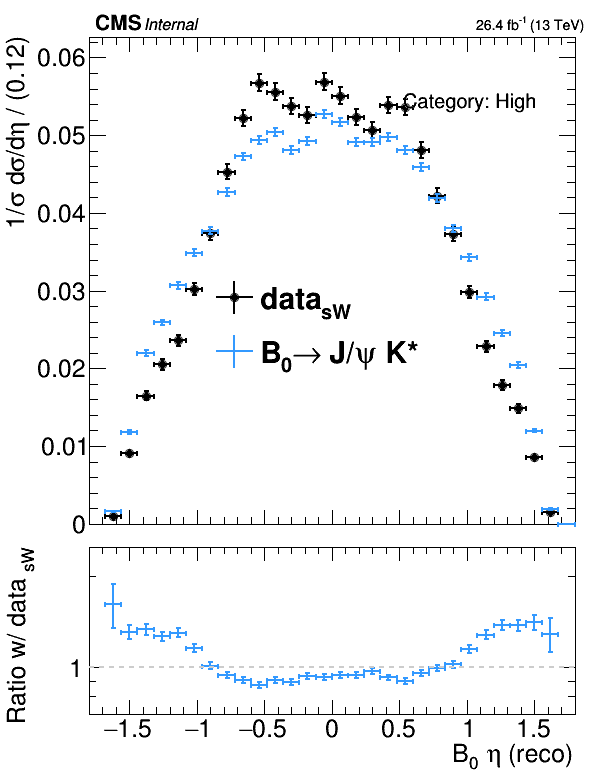 CMS Internal 26.4 fb⁻¹ (13 TeV)
1/σ dσ/dη / (0.12)
0.06
0.05
0.04
0.03
0.02
0.01
0
Category: High
data_sW
B₀→ J/ψ K*
Ratio w/ data_sW
1
−1.5 −1 −0.5 0 0.5 1 1.5
B₀ η (reco)